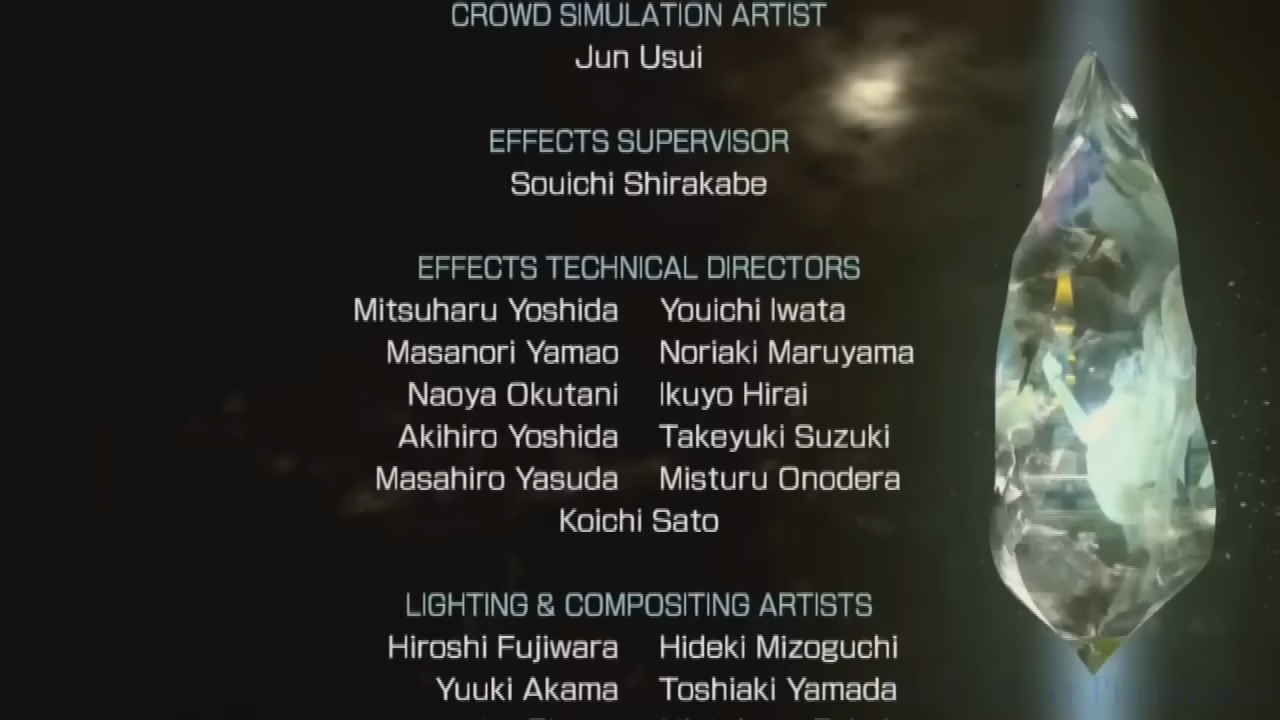 CROWD SIMULATION ARTIST
Jun Usui
EFFECTS SUPERVISOR
Souichi Shirakabe
EFFECTS TECHNICAL DIRECTORS
Mitsuharu Yoshida Youichi Iwata
Masanori Yamao Noriaki Maruyama
Naoya Okutani Ikuyo Hirai
Akihiro Yoshida Takeyuki Suzuki
Masahiro Yasuda Misturu Onodera
Koichi Sato
LIGHTING & COMPOSITING ARTISTS
Hiroshi Fujiwara Hideki Mizoguchi
Yuuki Akama Toshiaki Yamada